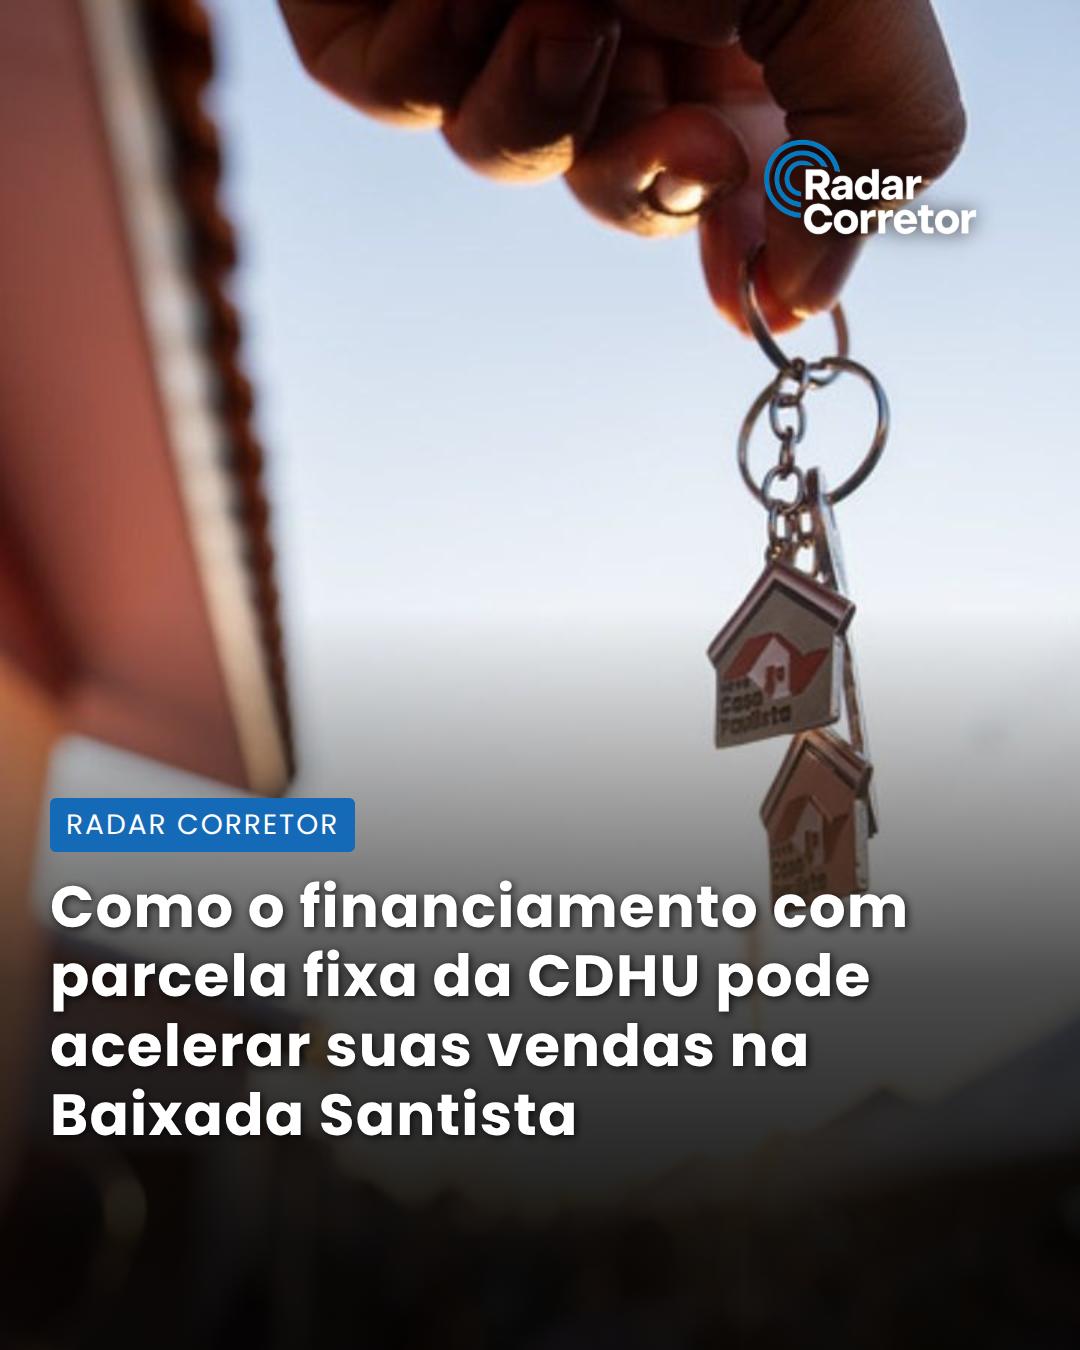 Radar
Corretor
Casa
Paulista
RADAR CORRETOR
Como o financiamento com
parcela fixa da CDHU pode
acelerar suas vendas na
Baixada Santista